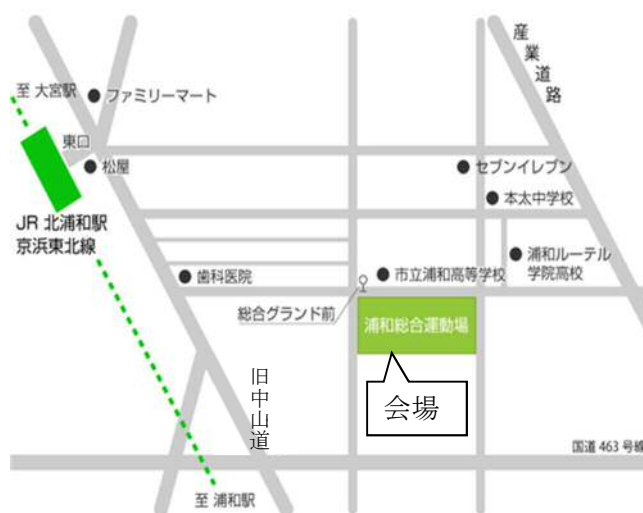 産業道路
至 大宮駅
ファミリーマート
東口
松屋
セブンイレブン
本太中学校
JR 北浦和駅
京浜東北線
浦和ルーテル
学院高校
歯科医院
市立浦和高等学校
総合グランド前
浦和総合運動場
会場
旧中山道
国道 463 号線
至 浦和駅